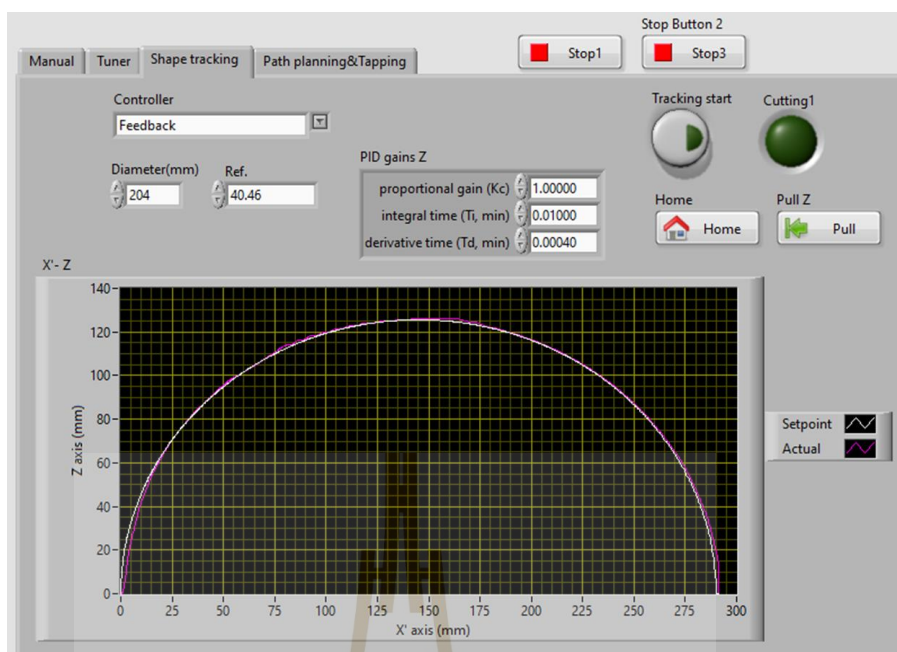 Stop Button 2
Manual Tuner Shape tracking Path planning&Tapping Stop1 Stop3
Controller Tracking start Cutting1
Feedback
Diameter(mm) Ref. PID gains Z
204 40.46 proportional gain (Kc) 1.00000
integral time (Ti, min) 0.01000
derivative time (Td, min) 0.00040
Home Pull Z
Home Pull
X'- Z
140
120
100
80
60
40
20
0
Z axis (mm)
0 25 50 75 100 125 150 175 200 225 250 275 300
X' axis (mm)
Setpoint
Actual